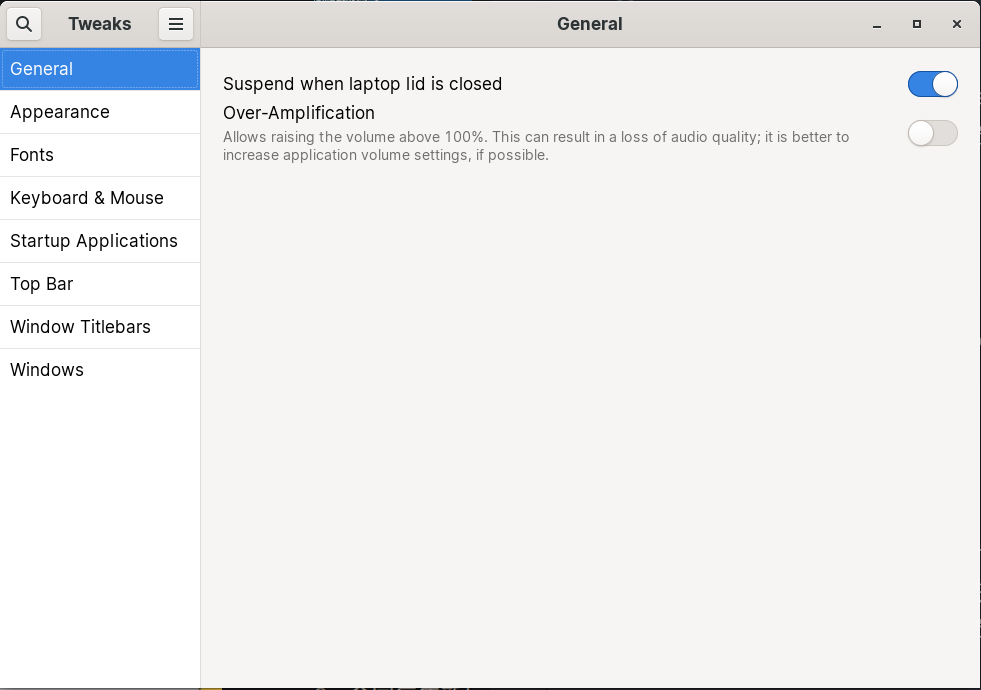 Tweaks
General
General
Appearance
Fonts
Keyboard & Mouse
Startup Applications
Top Bar
Window Titlebars
Windows
Suspend when laptop lid is closed
Over-Amplification
Allows raising the volume above 100%. This can result in a loss of audio quality; it is better to
increase application volume settings, if possible.